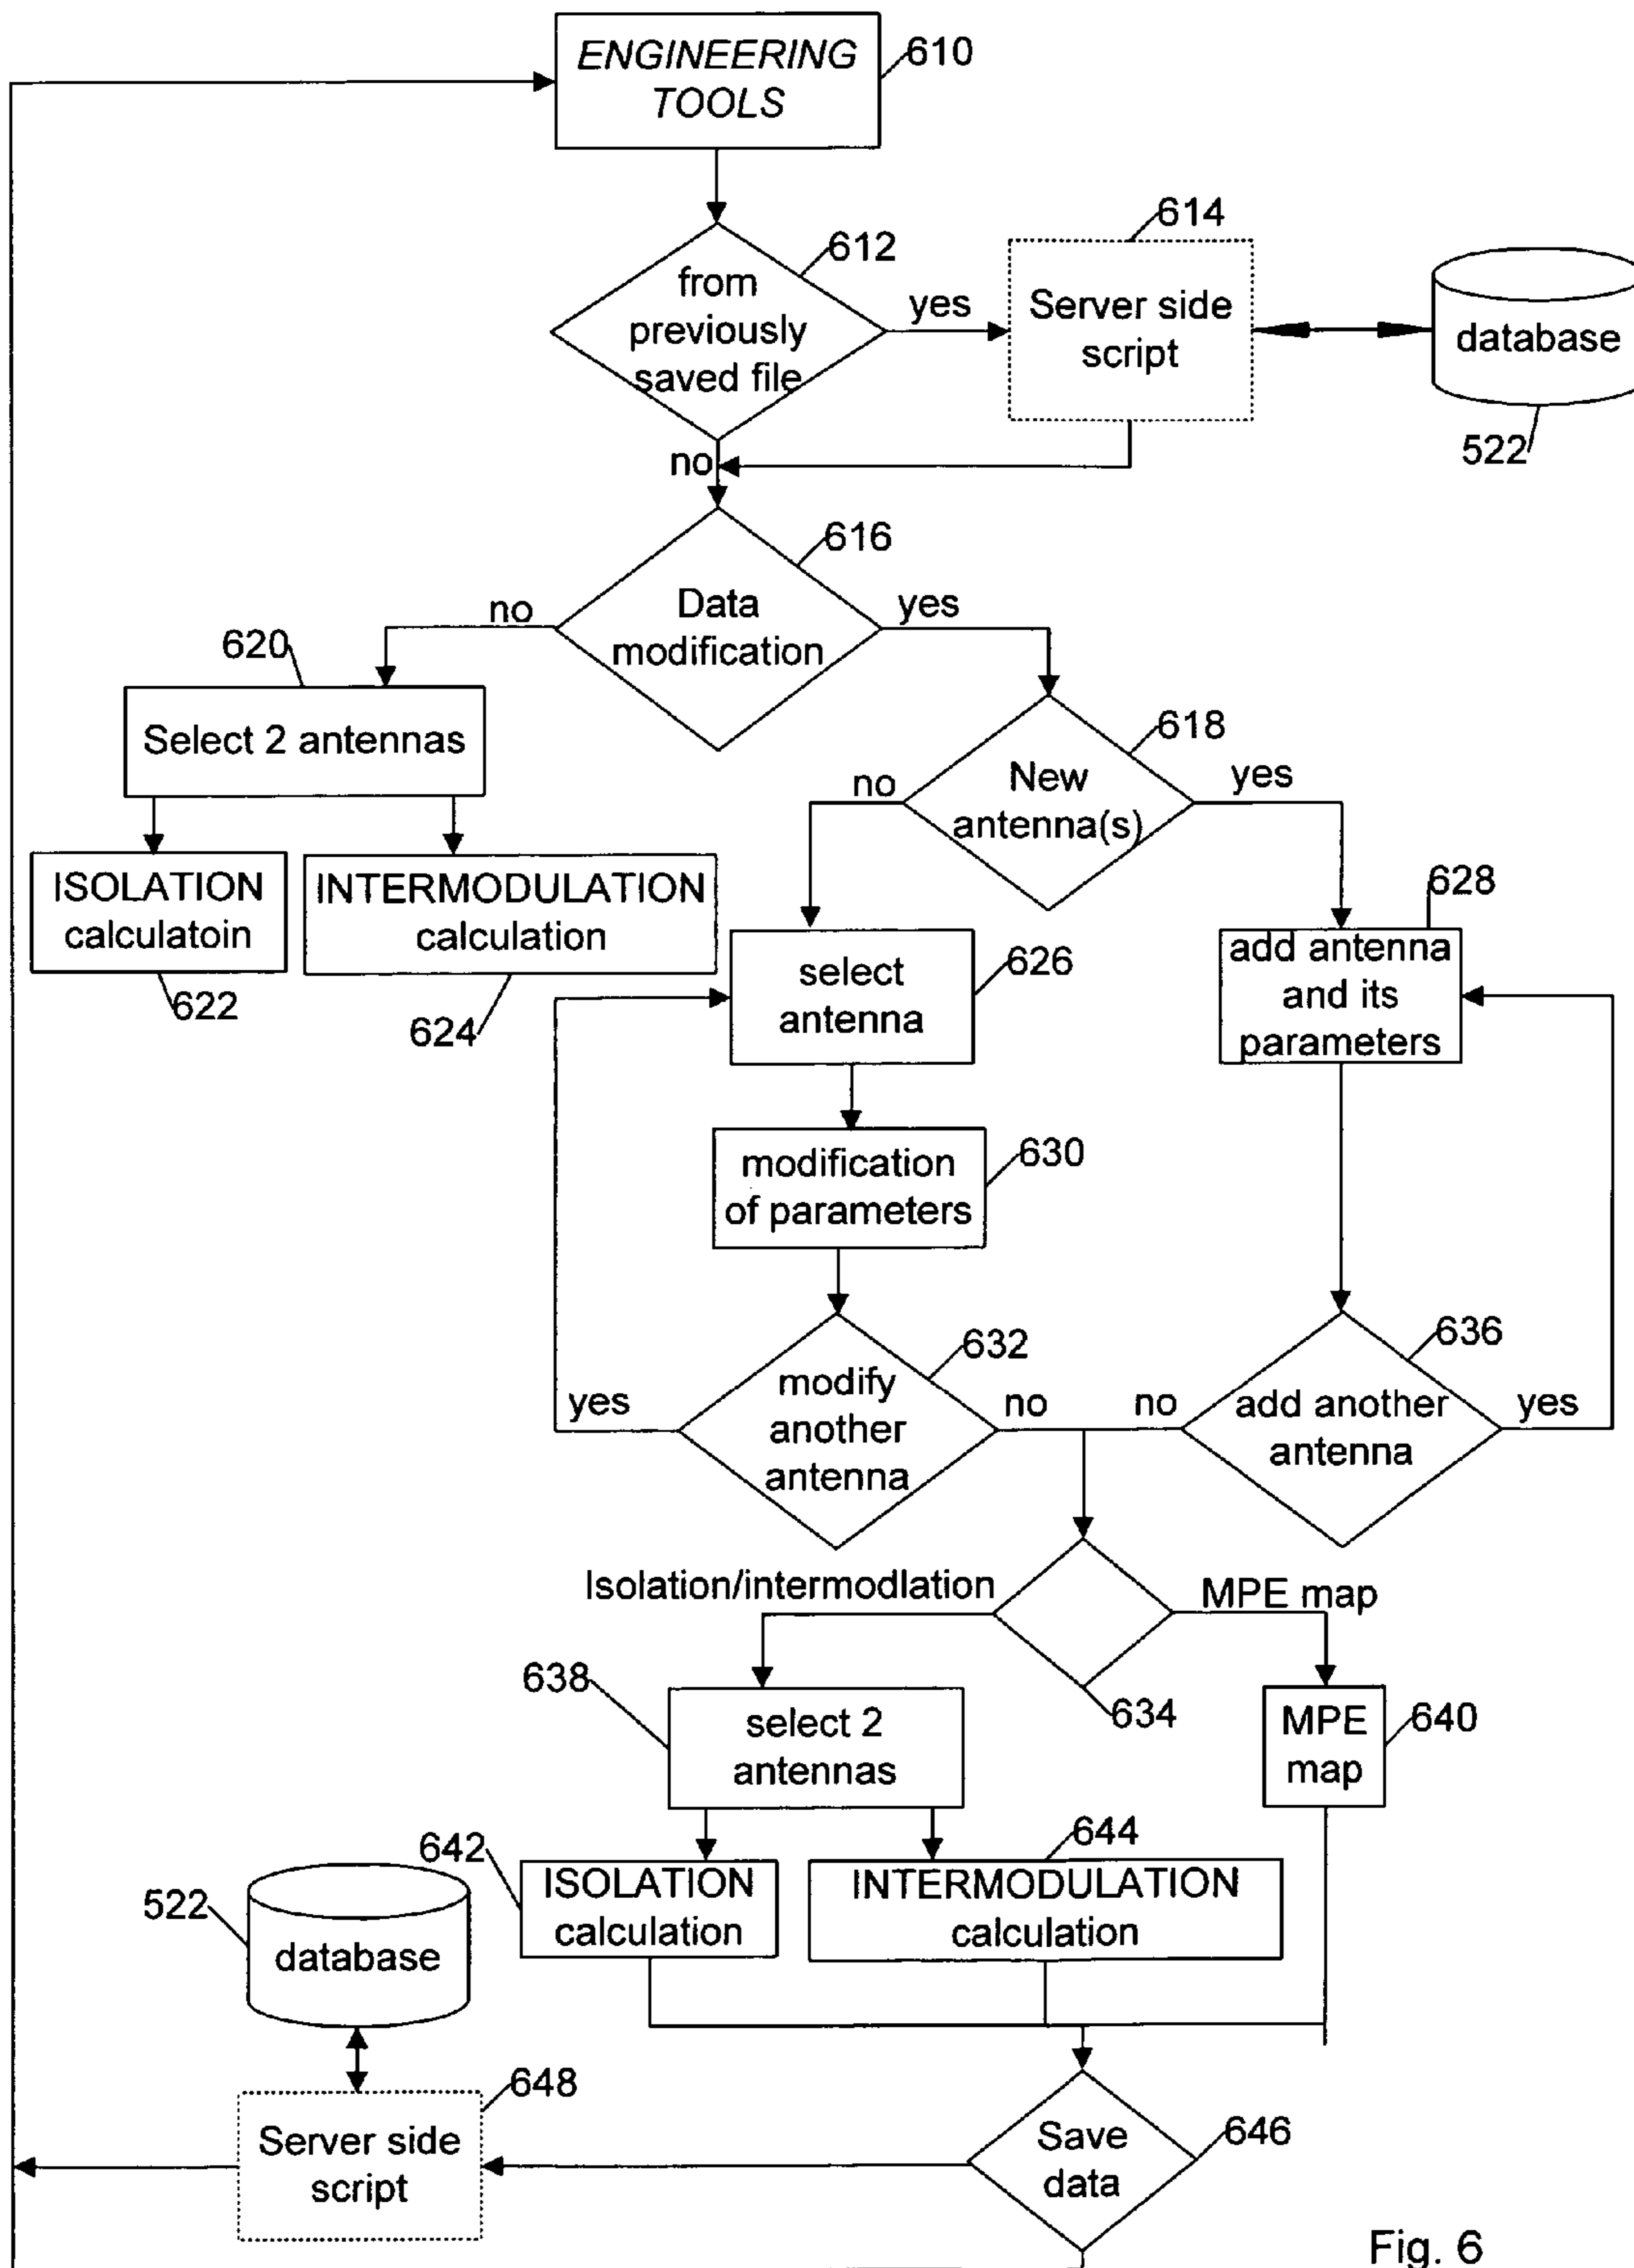 ENGINEERING
TOOLS
610
612
from
previously
saved file
yes
614
Server side
script
database
522
no
616
Data
modification
no
yes
620
Select 2 antennas
618
New
antenna(s)
no
yes
ISOLATION
calculatoin
622
INTERMODULATION
calculation
624
select
antenna
626
628
add antenna
and its
parameters
modification
of parameters
630
632
modify
another
antenna
yes
no
636
add another
antenna
no
yes
Isolation/intermodlation
MPE map
634
638
select 2
antennas
MPE
map
640
642
ISOLATION
calculation
644
INTERMODULATION
calculation
522
database
648
Server side
script
646
Save
data
Fig. 6